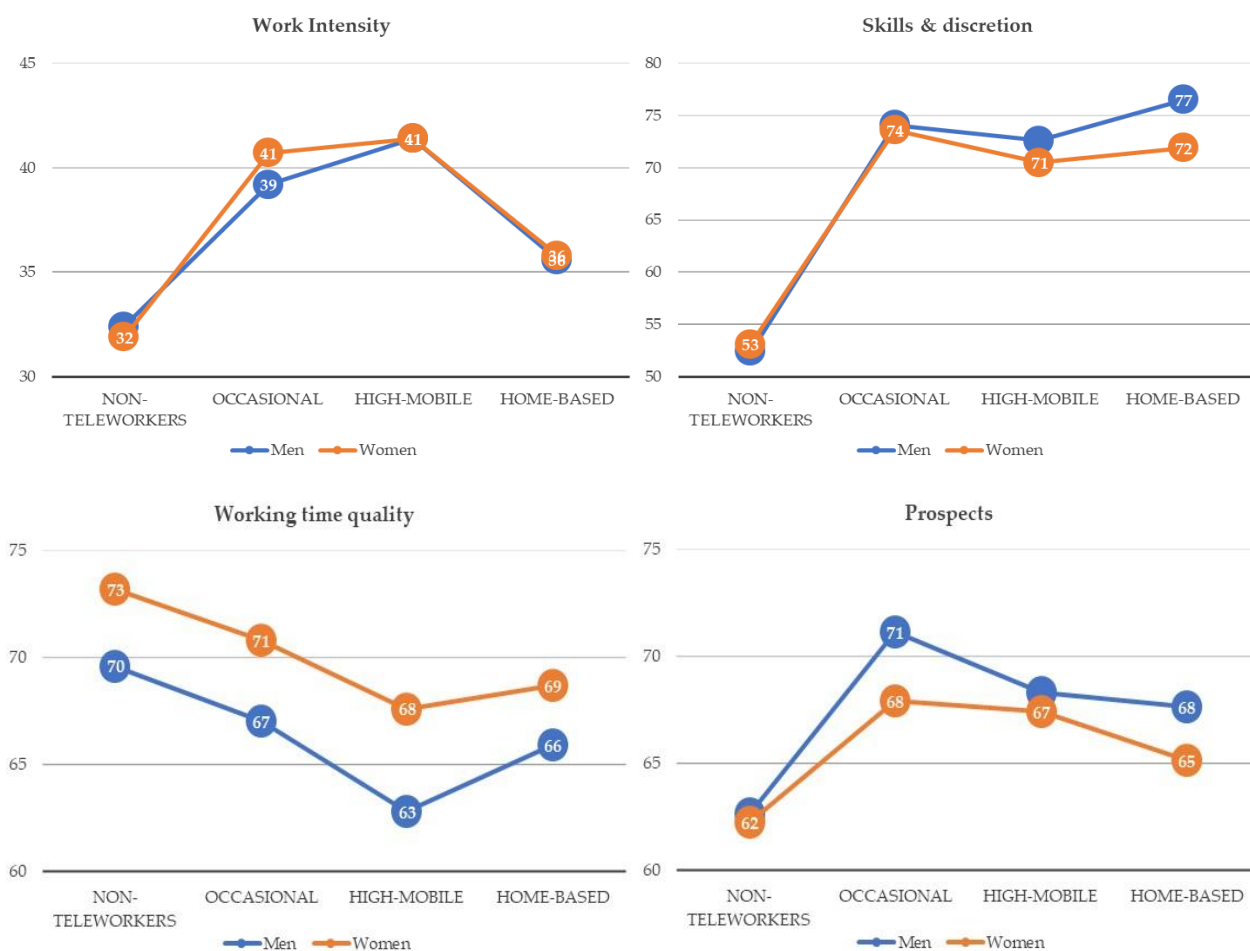 Work Intensity
45
40
35
30
41
41
39
36
36
32
NON-
TELEWORKERS
OCCASIONAL
HIGH-MOBILE
HOME-BASED
Men
Women
Skills & discretion
80
75
70
65
60
55
50
77
74
71
72
53
NON-
TELEWORKERS
OCCASIONAL
HIGH-MOBILE
HOME-BASED
Men
Women
Working time quality
75
70
65
60
73
71
68
69
70
67
63
66
NON-
TELEWORKERS
OCCASIONAL
HIGH-MOBILE
HOME-BASED
Men
Women
Prospects
75
70
65
60
71
68
68
67
65
62
NON-
TELEWORKERS
OCCASIONAL
HIGH-MOBILE
HOME-BASED
Men
Women